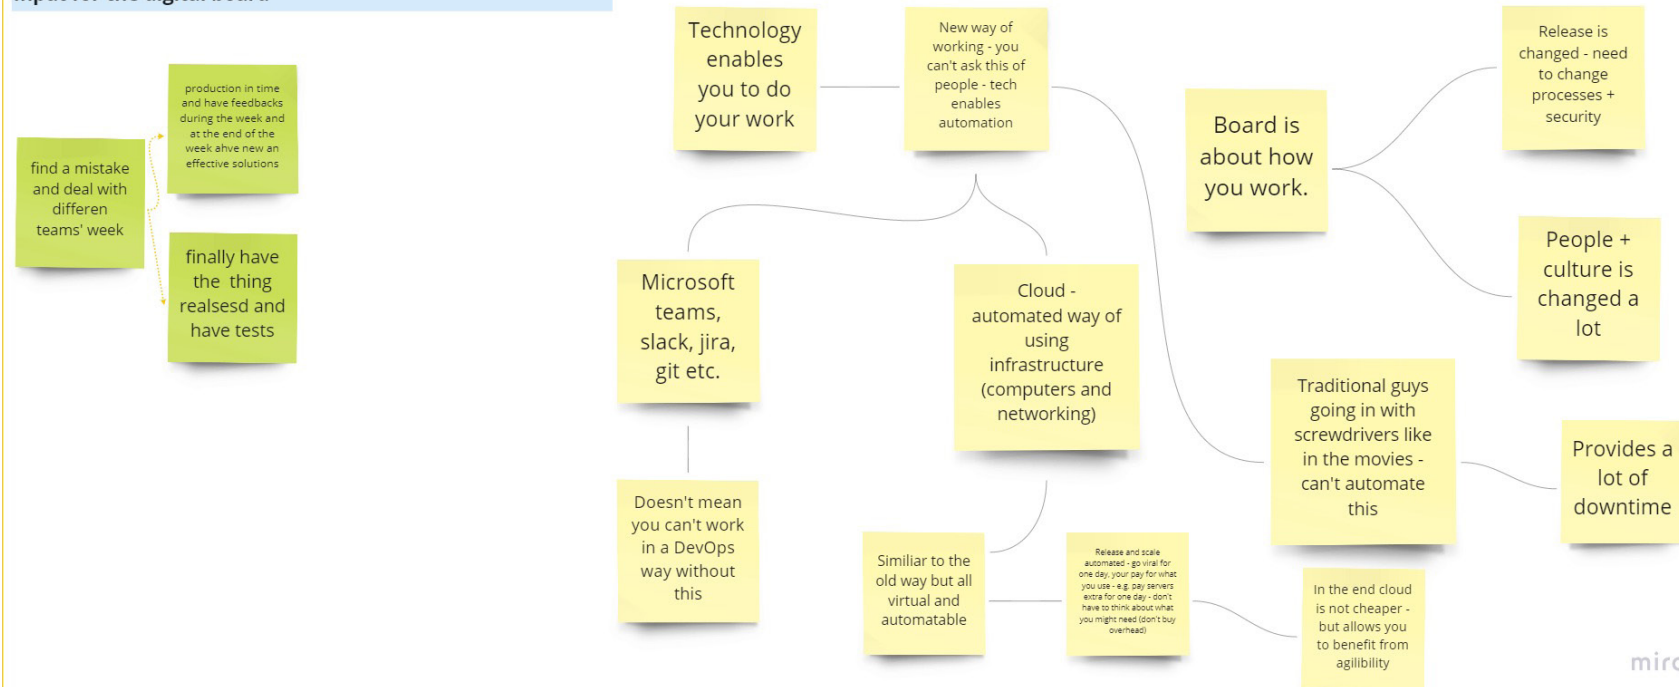 find a mistake
and deal with
differen
teams' week
production in time
and have feedbacks
during the week and
at the end of the
week ahve new an
effective solutions
finally have
the thing
realsesd and
have tests
Technology
enables
you to do
your work
New way of
working - you
can't ask this of
people - tech
enables
automation
Microsoft
teams,
slack, jira,
git etc.
Doesn't mean
you can't work
in a DevOps
way without
this
Cloud -
automated way of
using
infrastructure
(computers and
networking)
Similiar to the
old way but all
virtual and
automatable
Release and scale
automated - go viral for
one day, your pay for what
you use - e.g. pay servers
extra for one day - don't
have to think about what
you might need (don't buy
overhead)
In the end cloud
is not cheaper -
but allows you
to benefit from
agilibility
Traditional guys
going in with
screwdrivers like
in the movies -
can't automate
this
Provides a
lot of
downtime
Board is
about how
you work.
Release is
changed - need
to change
processes +
security
People +
culture is
changed a
lot